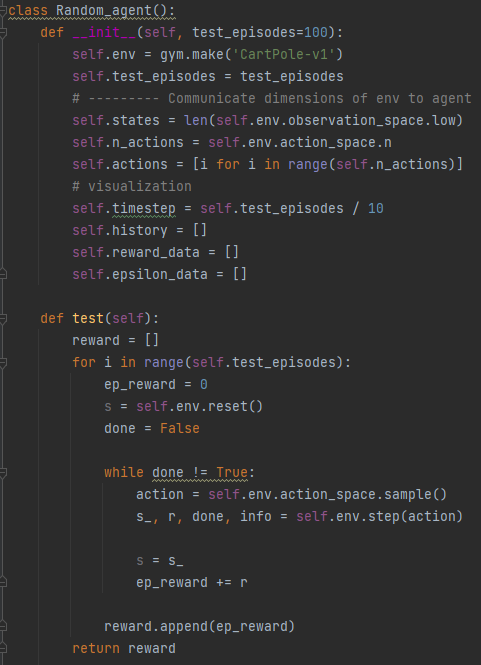 class Random_agent():
    def __init__(self, test_episodes=100):
        self.env = gym.make('CartPole-v1')
        self.test_episodes = test_episodes
        # --------- Communicate dimensions of env to agent
        self.states = len(self.env.observation_space.low)
        self.n_actions = self.env.action_space.n
        self.actions = [i for i in range(self.n_actions)]
        # visualization
        self.timestep = self.test_episodes / 10
        self.history = []
        self.reward_data = []
        self.epsilon_data = []
    def test(self):
        reward = []
        for i in range(self.test_episodes):
            ep_reward = 0
            s = self.env.reset()
            done = False
            while done != True:
                action = self.env.action_space.sample()
                s_, r, done, info = self.env.step(action)
                s = s_
                ep_reward += r
            reward.append(ep_reward)
        return reward